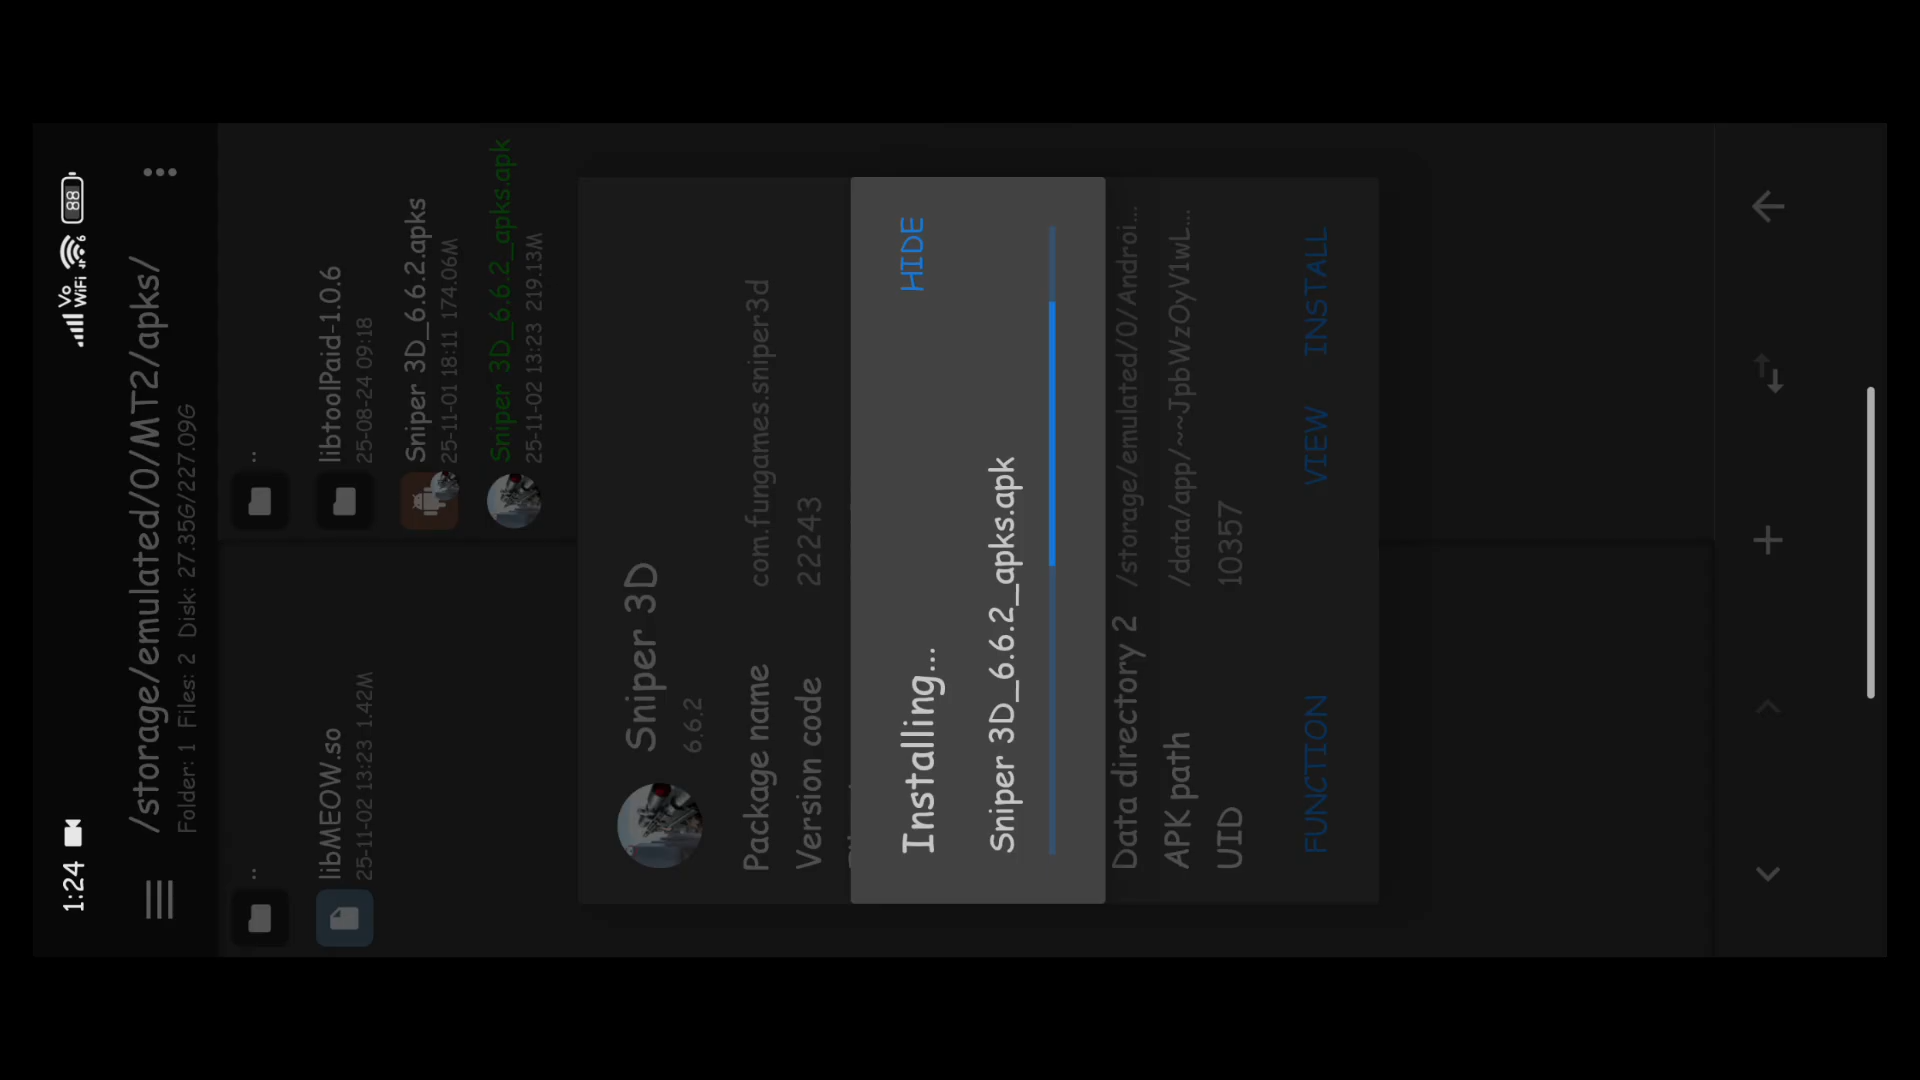 1:24
Vo
WiFi
6
88
/storage/emulated/0/MT2/apks/
Folder: 1 Files: 2 Disk: 27.35G/227.09G
..
libMEOW.so
25-11-02 13:23 1.42M
..
libtoolPaid-1.0.6
25-08-24 09:18
Sniper 3D_6.6.2.apks
25-11-01 18:11 174.06M
Sniper 3D_6.6.2_apks.apk
25-11-02 13:23 219.13M
Sniper 3D
6.6.2
Package name com.fungames.sniper3d
Version code 22243
Installing...
HIDE
Sniper 3D_6.6.2_apks.apk
Data directory 2 /storage/emulated/0/Androi...
APK path /data/app/~~JpbWzOyV1wL...
UID 10357
FUNCTION VIEW INSTALL